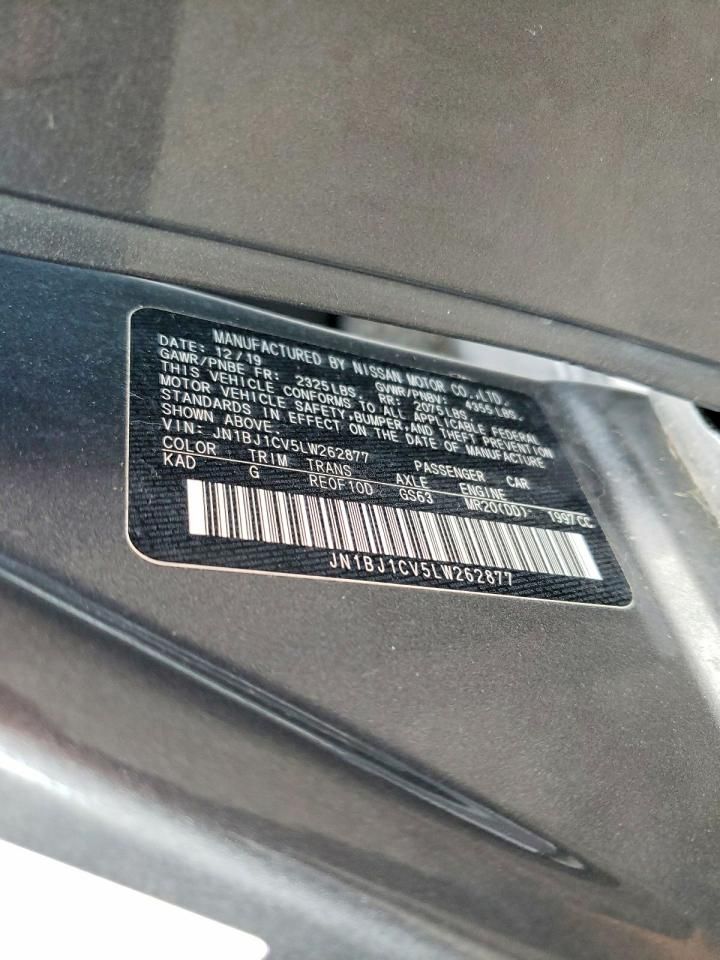 MANUFACTURED BY NISSAN MOTOR CO.,LTD.
DATE: 12/19 GVWR/PNBV: 4355 LBS
GAWR/PNBE FR: 2325LBS RR: 2075LBS
THIS VEHICLE CONFORMS TO ALL APPLICABLE FEDERAL
MOTOR VEHICLE SAFETY,BUMPER,AND THEFT PREVENTION
STANDARDS IN EFFECT ON THE DATE OF MANUFACTURE
SHOWN ABOVE.
VIN: JN1BJ1CV5LW262877 PASSENGER CAR
COLOR TRIM TRANS AXLE ENGINE
KAD G RE0F10D GS63 MR20(DD)- 1997CC
JN1BJ1CV5LW262877